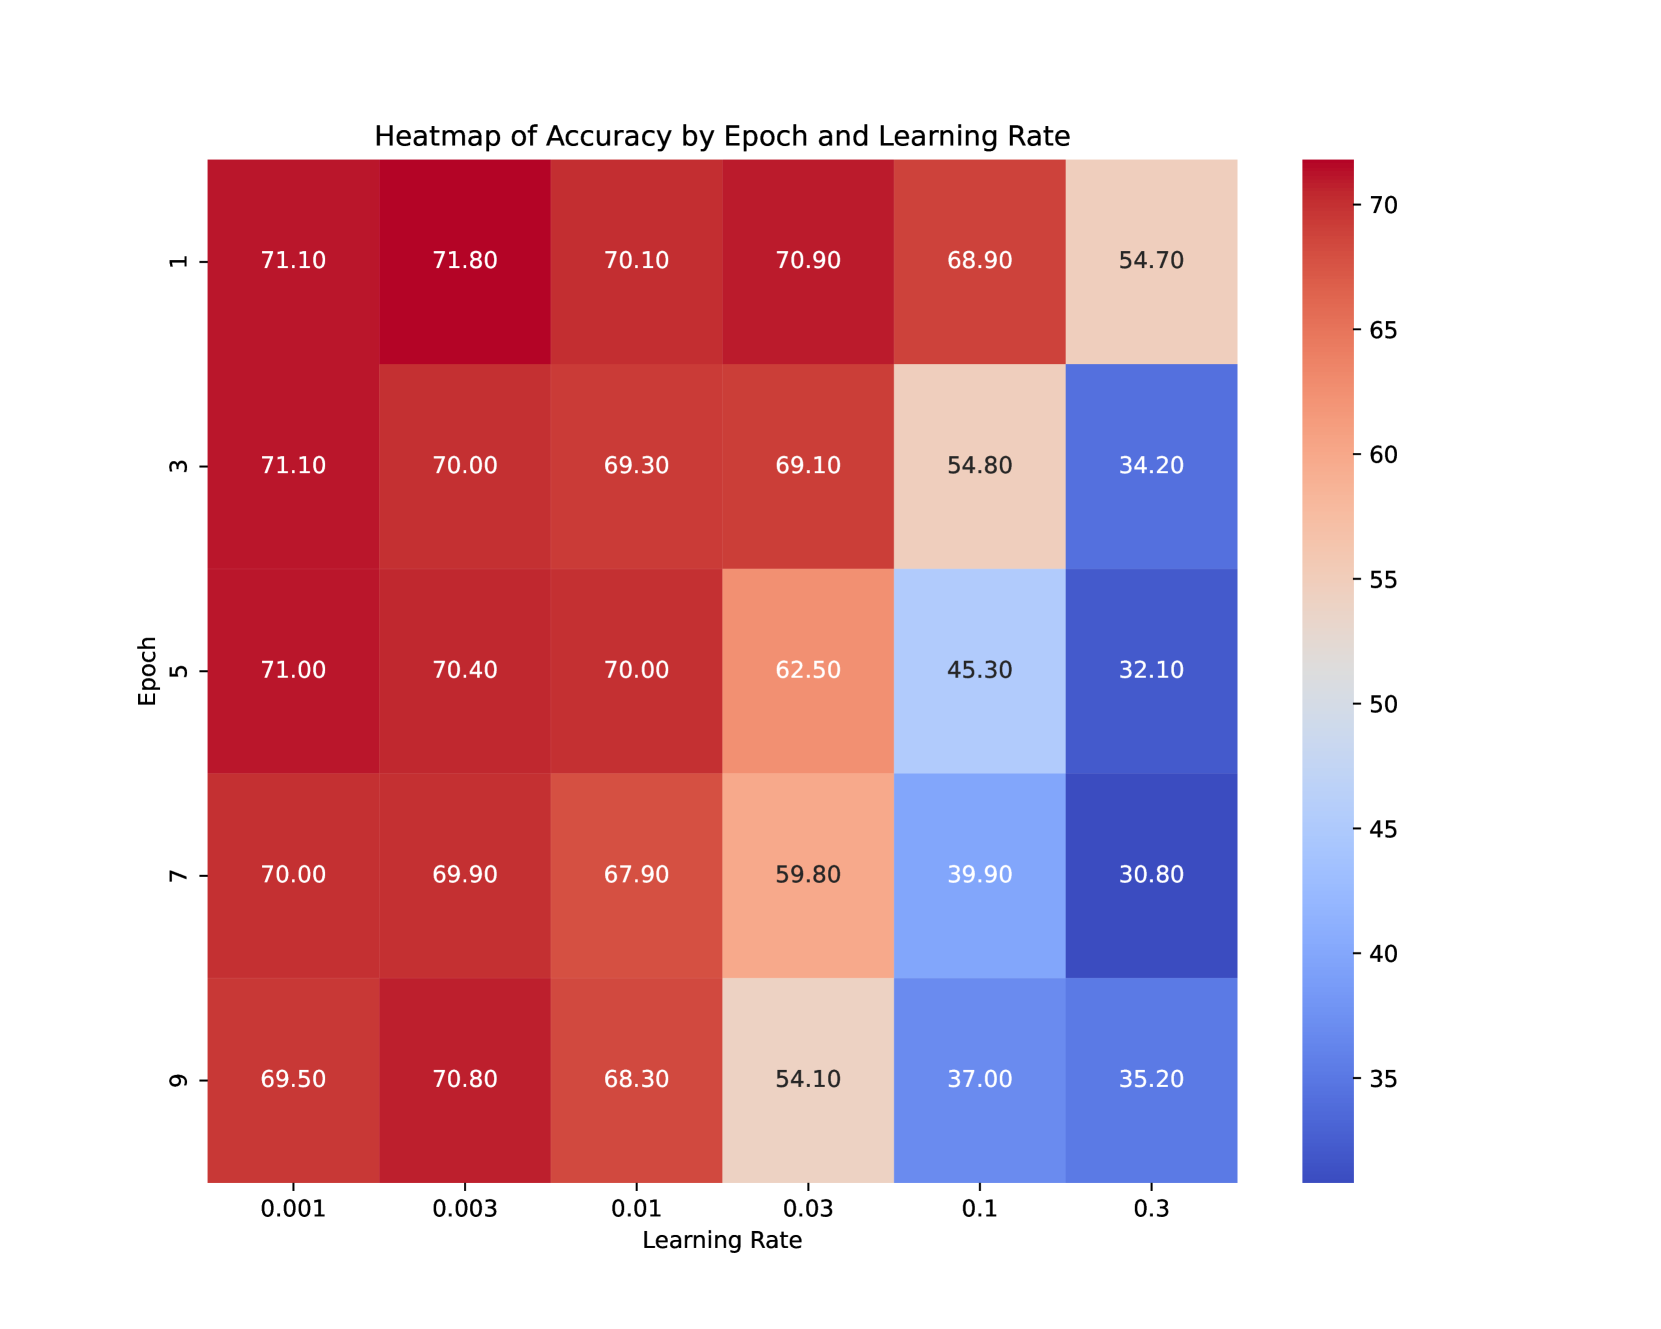 Heatmap of Accuracy by Epoch and Learning Rate
1 71.10 71.80 70.10 70.90 68.90 54.70
3 71.10 70.00 69.30 69.10 54.80 34.20
5 71.00 70.40 70.00 62.50 45.30 32.10
7 70.00 69.90 67.90 59.80 39.90 30.80
9 69.50 70.80 68.30 54.10 37.00 35.20
Epoch
0.001 0.003 0.01 0.03 0.1 0.3
Learning Rate
70
65
60
55
50
45
40
35